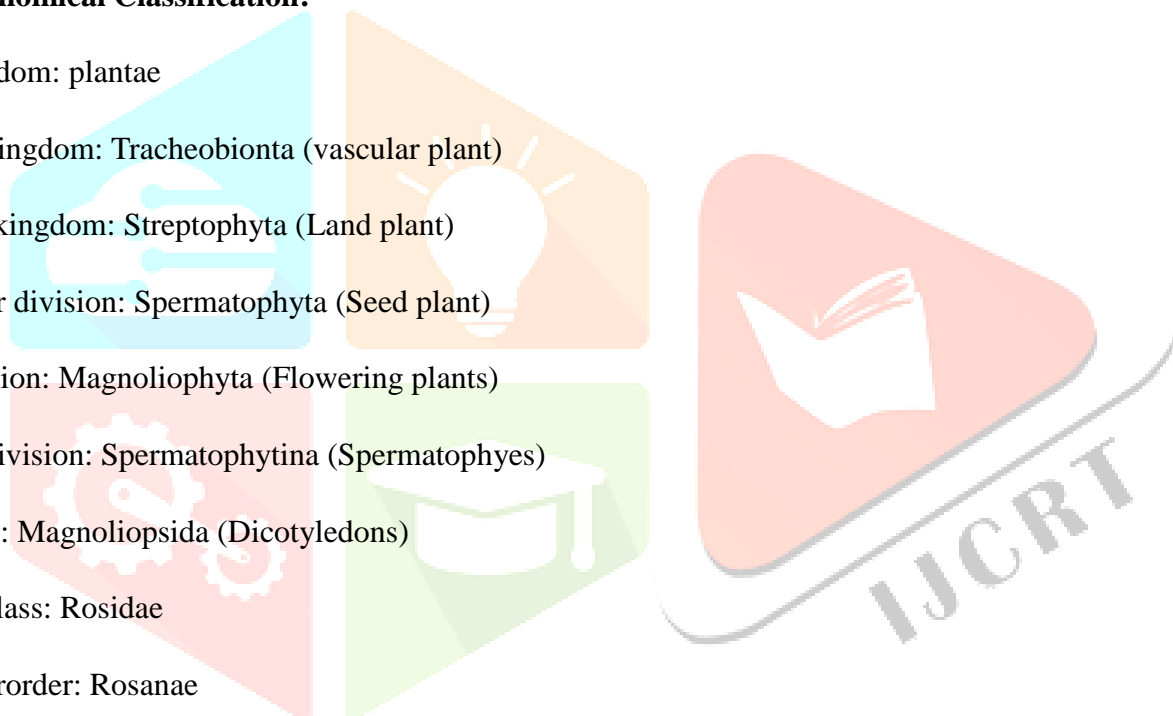 nomical Classification:
dom: plantae
ingdom: Tracheobionta (vascular plant)
kingdom: Streptophyta (Land plant)
r division: Spermatophyta (Seed plant)
ion: Magnoliophyta (Flowering plants)
ivision: Spermatophytina (Spermatophyes)
: Magnoliopsida (Dicotyledons)
lass: Rosidae
rorder: Rosanae
IJCRT